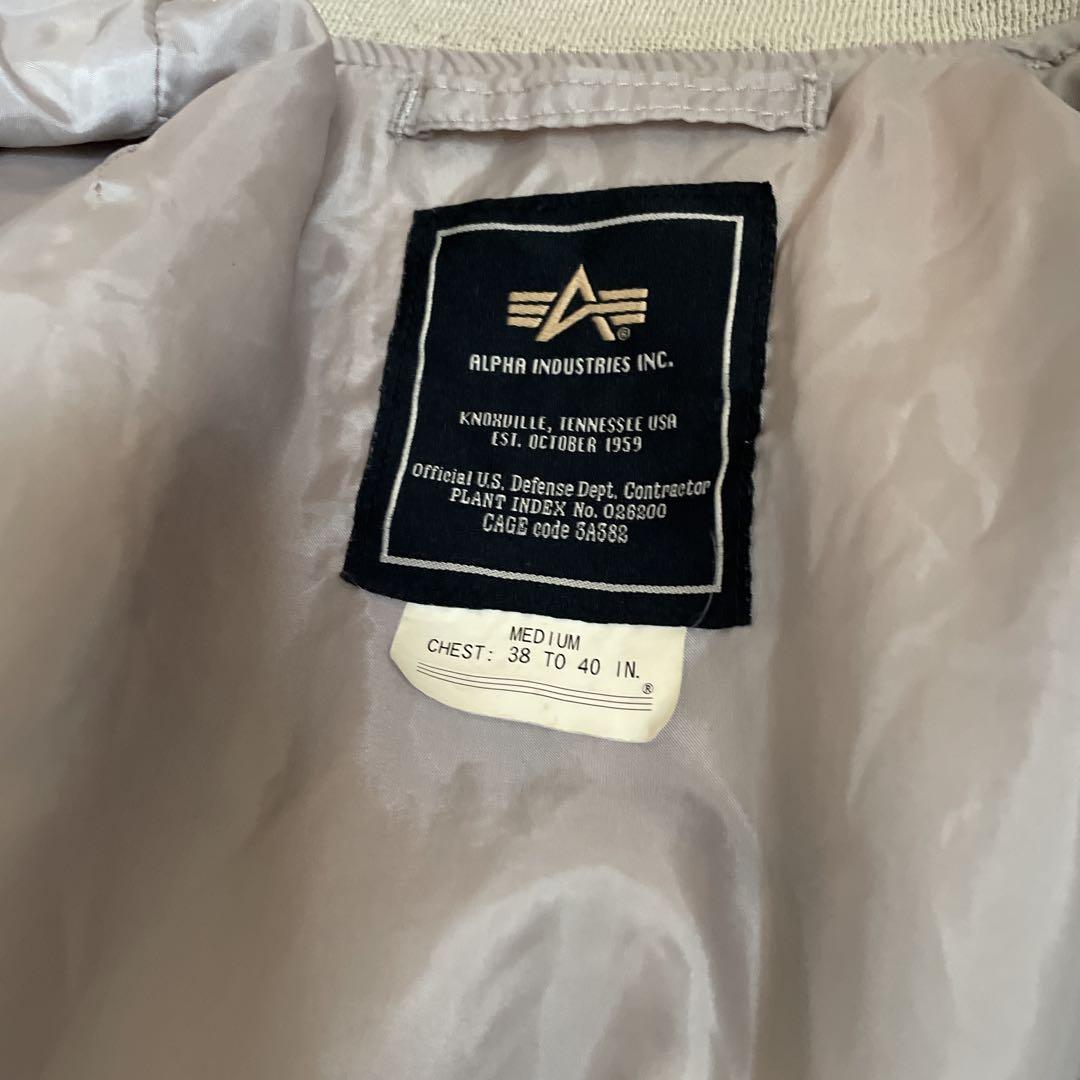 ®
ALPHA INDUSTRIES INC.
KNOXVILLE, TENNESSEE USA
EST. OCTOBER 1959
Official U.S. Defense Dept. Contractor
PLANT INDEX No. 026200
CAGE code 3A382
MEDIUM
CHEST: 38 TO 40 IN.
®